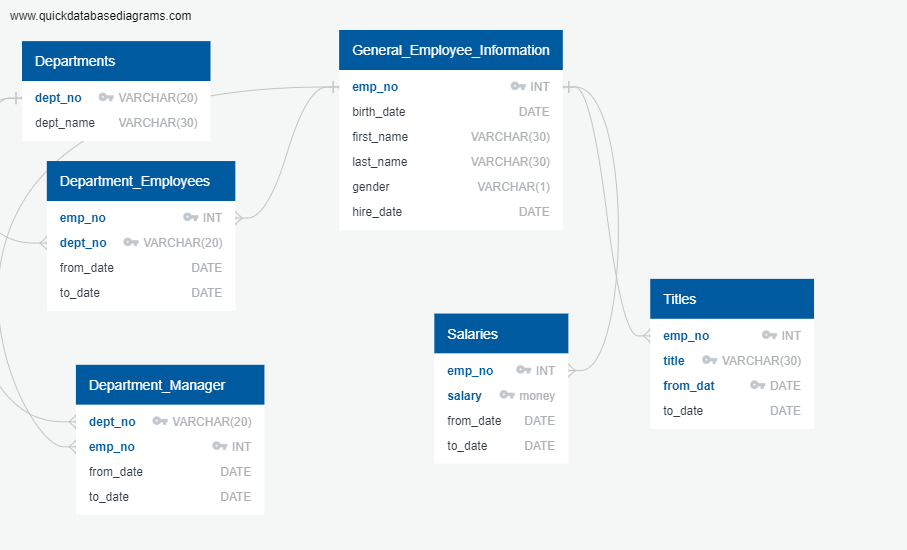 www.quickdatabasediagrams.com
Departments
dept_no VARCHAR(20)
dept_name VARCHAR(30)
General_Employee_Information
emp_no INT
birth_date DATE
first_name VARCHAR(30)
last_name VARCHAR(30)
gender VARCHAR(1)
hire_date DATE
Department_Employees
emp_no INT
dept_no VARCHAR(20)
from_date DATE
to_date DATE
Titles
emp_no INT
title VARCHAR(30)
from_dat DATE
to_date DATE
Salaries
emp_no INT
salary money
from_date DATE
to_date DATE
Department_Manager
dept_no VARCHAR(20)
emp_no INT
from_date DATE
to_date DATE